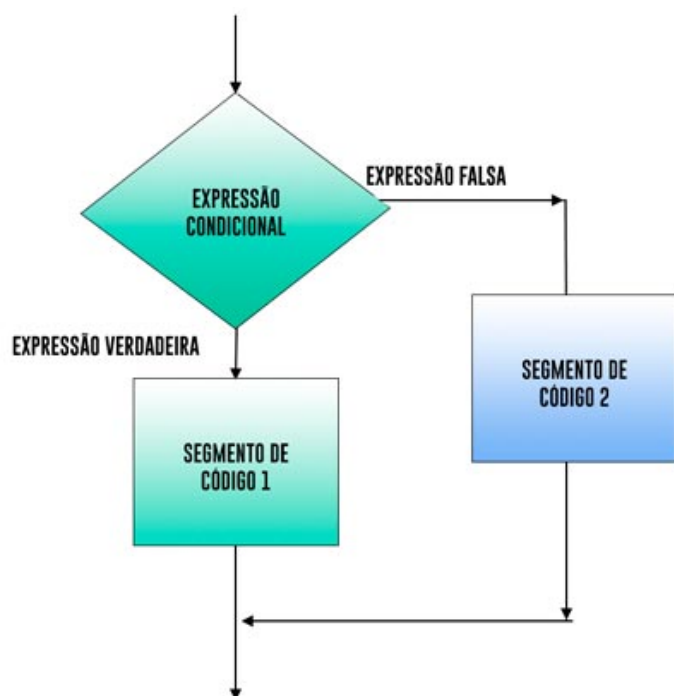 EXPRESSÃO FALSA
EXPRESSÃO
CONDICIONAL
EXPRESSÃO VERDADEIRA
SEGMENTO DE
CÓDIGO 2
SEGMENTO DE
CÓDIGO 1